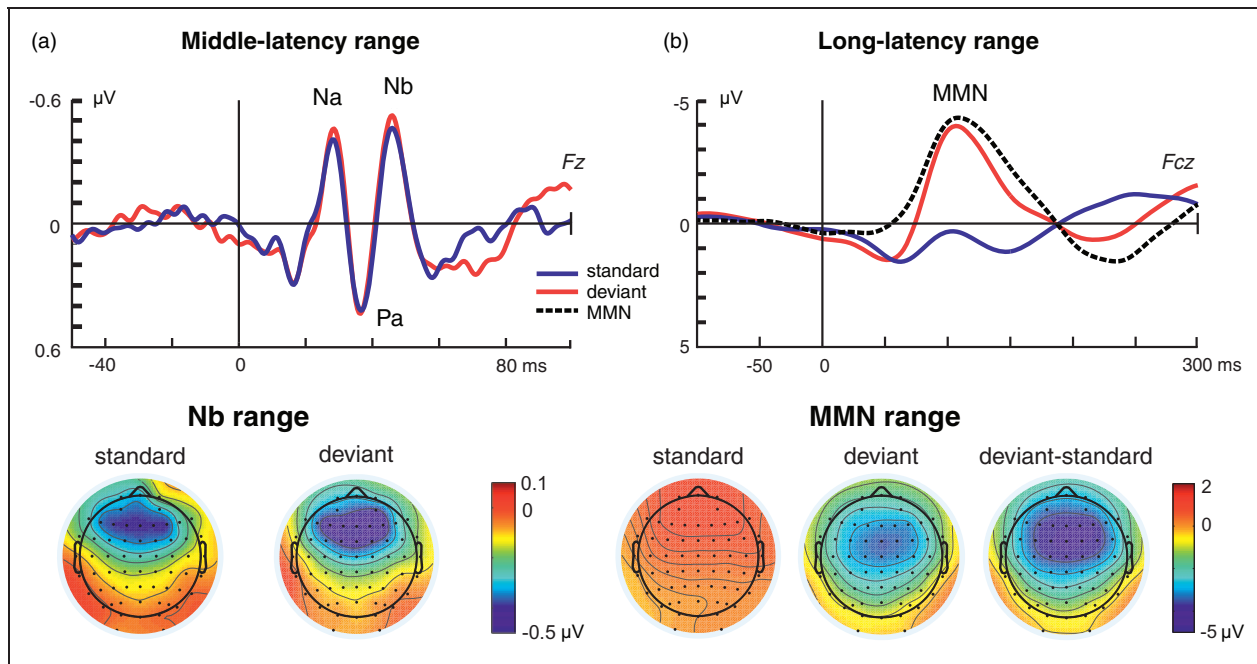 (a) Middle-latency range
-0.6 µV
Na
Nb
Fz
0
Pa
0.6
-40 0 80 ms
standard
deviant
MMN
(b) Long-latency range
-5 µV
MMN
Fcz
0
5
-50 0 300 ms
Nb range
standard deviant
0.1
0
-0.5 µV
MMN range
standard deviant deviant-standard
2
0
-5 µV